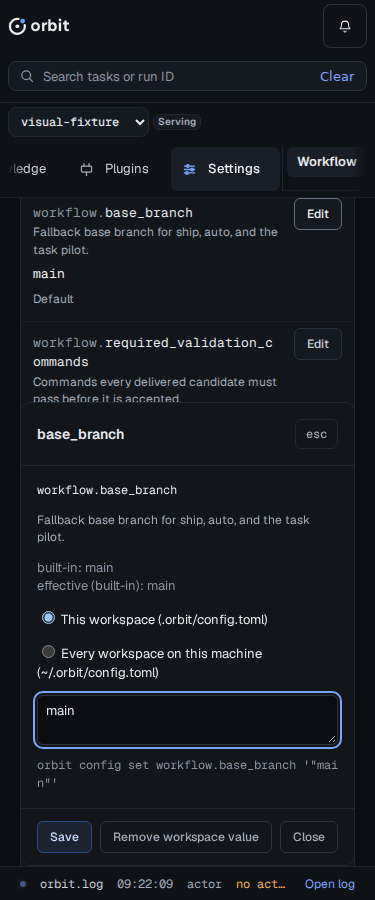 orbit
Search tasks or run ID Clear
visual-fixture Serving
ledge Plugins Settings Workflow
workflow.base_branch Edit
Fallback base branch for ship, auto, and the
task pilot.
main
Default
workflow.required_validation_c Edit
ommands
Commands every delivered candidate must
pass before it is accepted.
base_branch esc
workflow.base_branch
Fallback base branch for ship, auto, and the task
pilot.
built-in: main
effective (built-in): main
This workspace (.orbit/config.toml)
Every workspace on this machine
(~/.orbit/config.toml)
main
orbit config set workflow.base_branch '"mai
n"'
Save Remove workspace value Close
orbit.log 09:22:09 actor no act… Open log